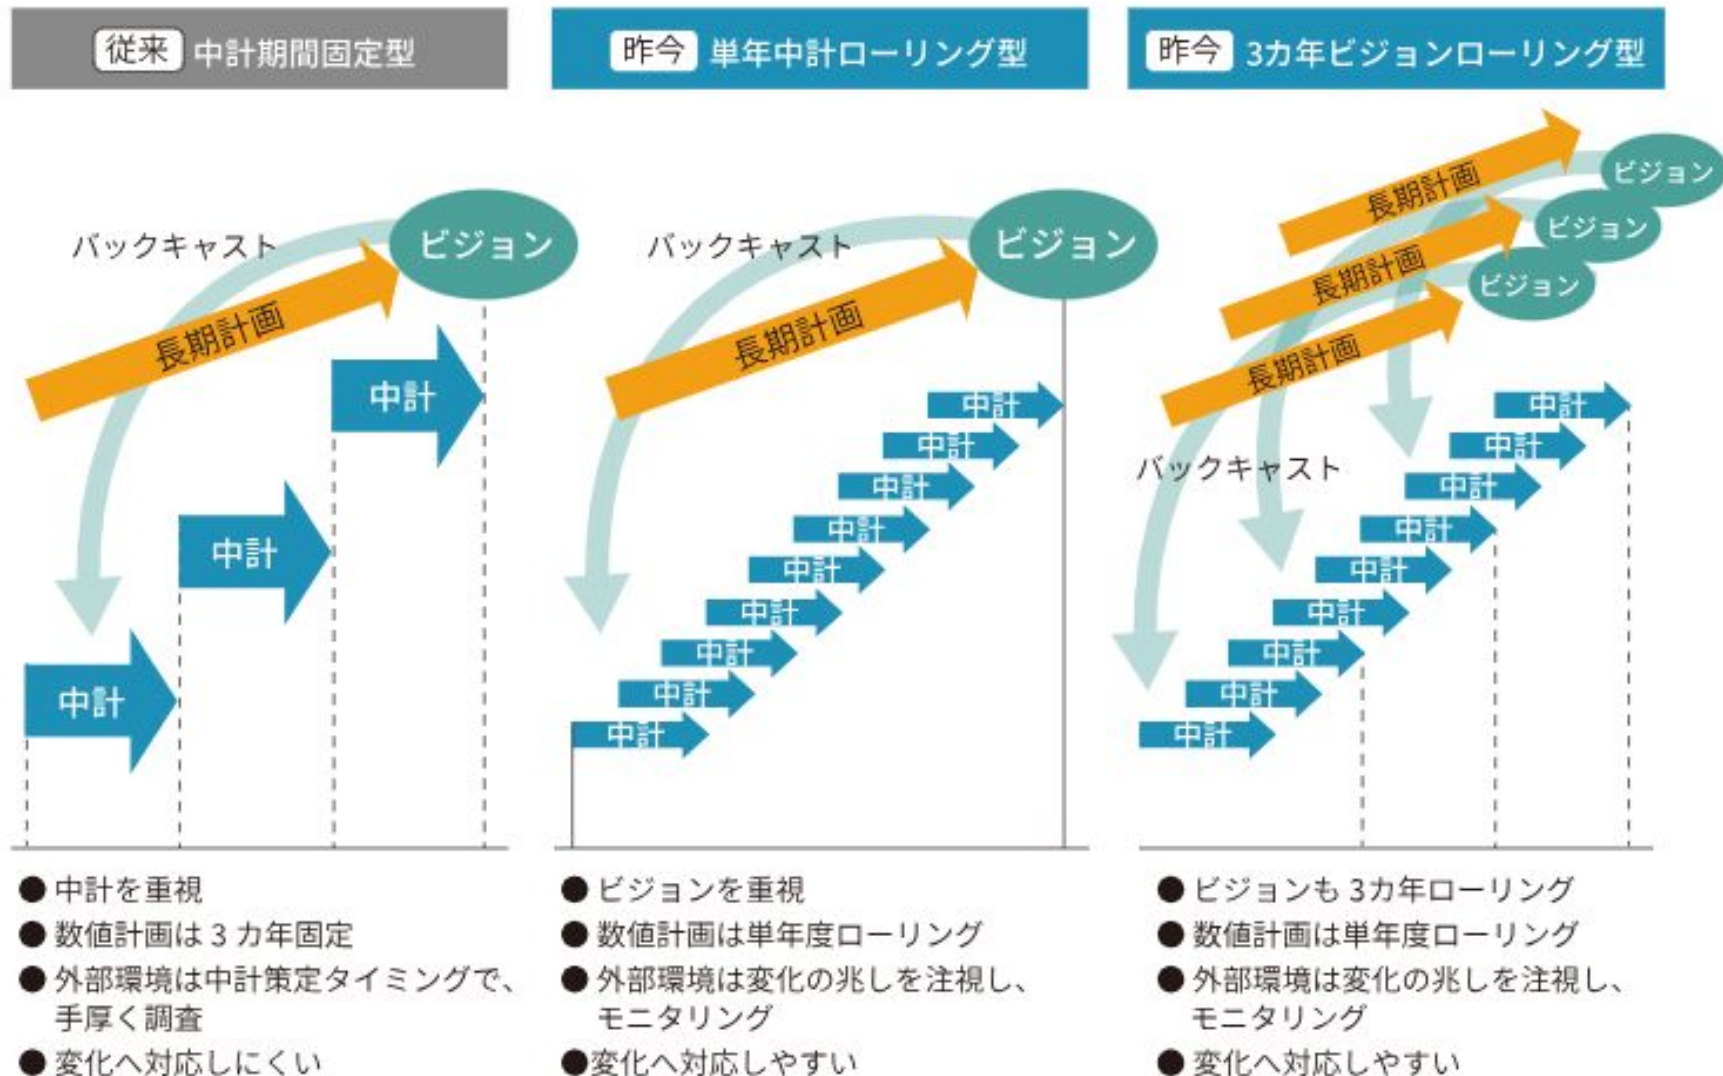 従来 中計期間固定型
バックキャスト
ビジョン
長期計画
中計
中計
中計
● 中計を重視
● 数値計画は 3 カ年固定
● 外部環境は中計策定タイミングで、
手厚く調査
● 変化へ対応しにくい
昨今 単年中計ローリング型
バックキャスト
ビジョン
長期計画
中計
中計
中計
中計
中計
中計
中計
中計
中計
● ビジョンを重視
● 数値計画は単年度ローリング
● 外部環境は変化の兆しを注視し、
モニタリング
●変化へ対応しやすい
昨今 3カ年ビジョンローリング型
ビジョン
長期計画
ビジョン
長期計画
ビジョン
長期計画
バックキャスト
中計
中計
中計
中計
中計
中計
中計
中計
中計
● ビジョンも 3カ年ローリング
● 数値計画は単年度ローリング
● 外部環境は変化の兆しを注視し、
モニタリング
● 変化へ対応しやすい